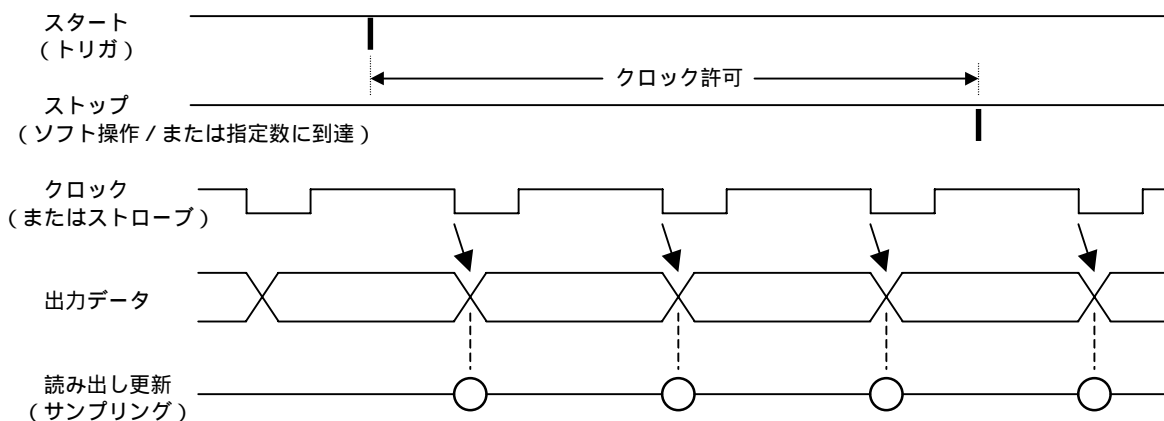 スタート
（トリガ）
クロック許可
ストップ
（ソフト操作／または指定数に到達）
クロック
（またはストローブ）
出力データ
読み出し更新
（サンプリング）